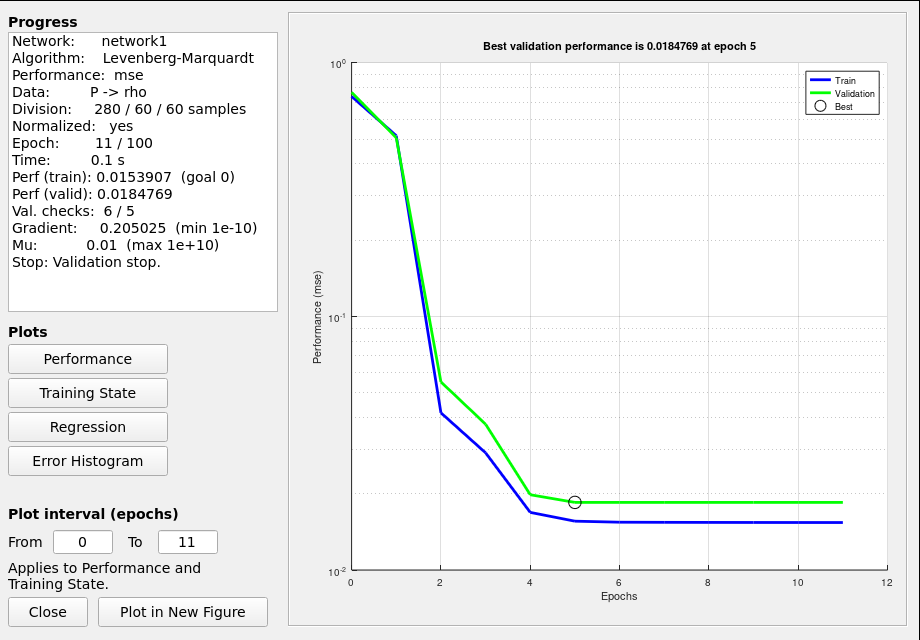 Progress
Network: network1
Algorithm: Levenberg-Marquardt
Performance: mse
Data: P -> rho
Division: 280 / 60 / 60 samples
Normalized: yes
Epoch: 11 / 100
Time: 0.1 s
Perf (train): 0.0153907 (goal 0)
Perf (valid): 0.0184769
Val. checks: 6 / 5
Gradient: 0.205025 (min 1e-10)
Mu: 0.01 (max 1e+10)
Stop: Validation stop.
Plots
Performance
Training State
Regression
Error Histogram
Plot interval (epochs)
From 0 To 11
Applies to Performance and
Training State.
Close Plot in New Figure
Best validation performance is 0.0184769 at epoch 5
Train
Validation
Best
Performance (mse)
10^0
10^-1
10^-2
0 2 4 6 8 10 12
Epochs